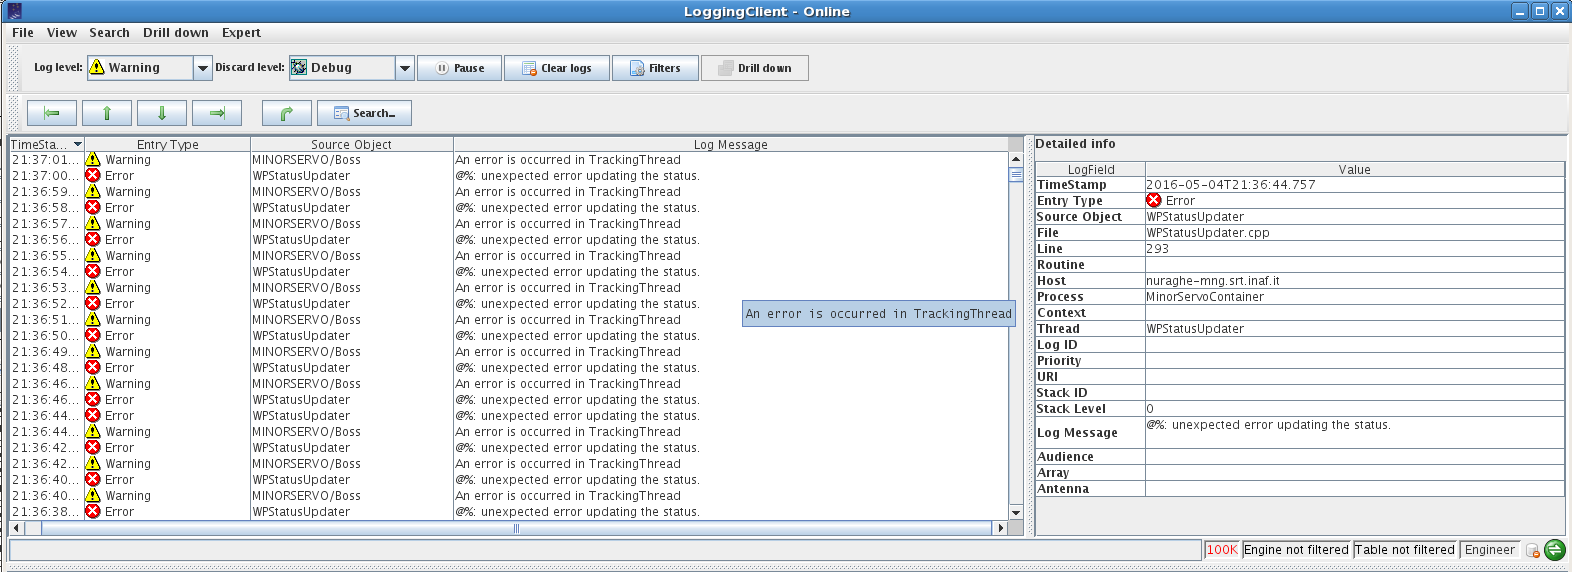 LoggingClient - Online
File View Search Drill down Expert
Log level: Warning Discard level: Debug Pause Clear logs Filters Drill down
Search...
TimeSta... Entry Type Source Object Log Message
21:37:01... Warning MINORSERVO/Boss An error is occurred in TrackingThread
21:37:00... Error WPStatusUpdater @%: unexpected error updating the status.
21:36:59... Warning MINORSERVO/Boss An error is occurred in TrackingThread
21:36:58... Error WPStatusUpdater @%: unexpected error updating the status.
21:36:57... Warning MINORSERVO/Boss An error is occurred in TrackingThread
21:36:56... Error WPStatusUpdater @%: unexpected error updating the status.
21:36:55... Warning MINORSERVO/Boss An error is occurred in TrackingThread
21:36:54... Error WPStatusUpdater @%: unexpected error updating the status.
21:36:53... Warning MINORSERVO/Boss An error is occurred in TrackingThread
21:36:52... Error WPStatusUpdater @%: unexpected error updating the status.
21:36:51... Warning MINORSERVO/Boss An error is occurred in TrackingThread
21:36:50... Error WPStatusUpdater @%: unexpected error updating the status.
21:36:49... Warning MINORSERVO/Boss An error is occurred in TrackingThread
21:36:48... Error WPStatusUpdater @%: unexpected error updating the status.
21:36:46... Warning MINORSERVO/Boss An error is occurred in TrackingThread
21:36:46... Error WPStatusUpdater @%: unexpected error updating the status.
21:36:44... Error WPStatusUpdater @%: unexpected error updating the status.
21:36:44... Warning MINORSERVO/Boss An error is occurred in TrackingThread
21:36:42... Error WPStatusUpdater @%: unexpected error updating the status.
21:36:42... Warning MINORSERVO/Boss An error is occurred in TrackingThread
21:36:40... Error WPStatusUpdater @%: unexpected error updating the status.
21:36:40... Warning MINORSERVO/Boss An error is occurred in TrackingThread
21:36:38... Error WPStatusUpdater @%: unexpected error updating the status.
An error is occurred in TrackingThread
Detailed info
LogField Value
TimeStamp 2016-05-04T21:36:44.757
Entry Type Error
Source Object WPStatusUpdater
File WPStatusUpdater.cpp
Line 293
Routine
Host nuraghe-mng.srt.inaf.it
Process MinorServoContainer
Context
Thread WPStatusUpdater
Log ID
Priority
URI
Stack ID
Stack Level 0
Log Message @%: unexpected error updating the status.
Audience
Array
Antenna
100K Engine not filtered Table not filtered Engineer